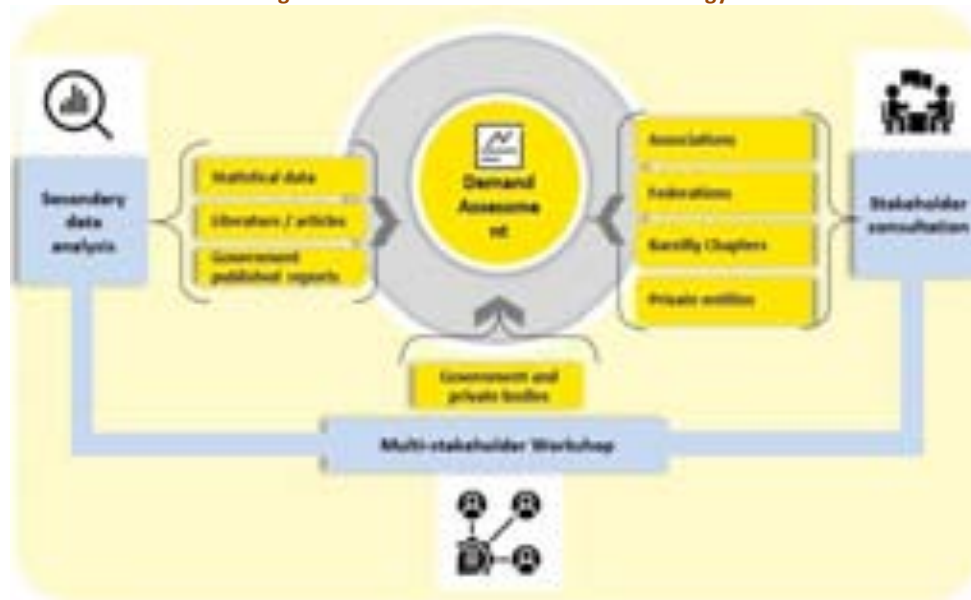 Secondary
data
analysis
Statistical data
Literature / articles
Government
published reports
Demand
Assessme
nt
Associations
Federations
Bareilly Chapters
Private entities
Stakeholder
consultation
Government and
private bodies
Multi-stakeholder Workshop